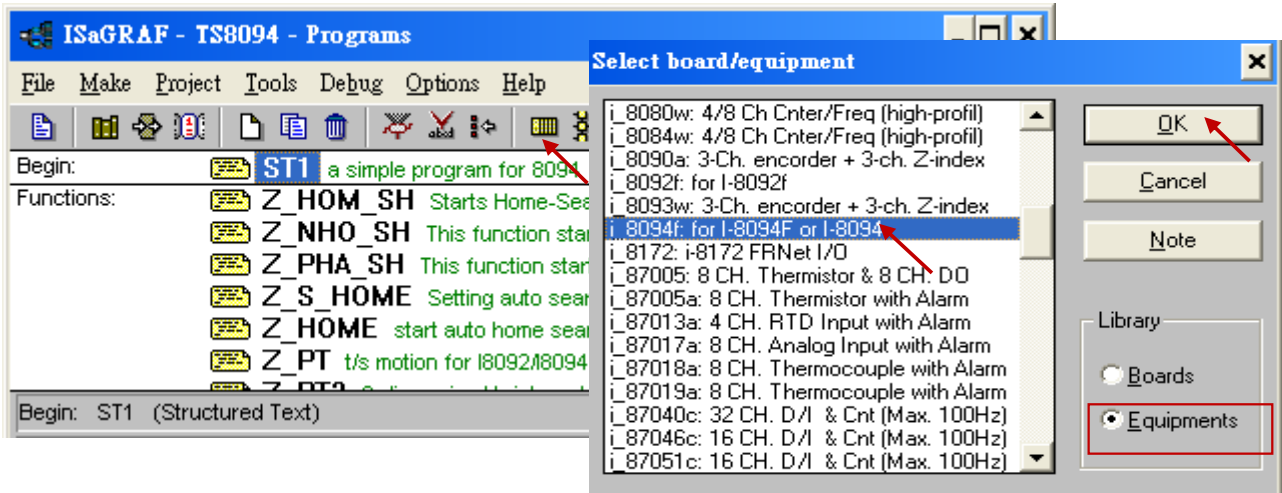 ISaGRAF - TS8094 - Programs
File Make Project Tools Debug Options Help
Begin: ST1 a simple program for 8094
Functions: Z_HOM_SH Starts Home-Sea
Z_NHO_SH This function star
Z_PHA_SH This function star
Z_S_HOME Setting auto sear
Z_HOME start auto home sear
Z_PT t/s motion for I8092/I8094
Begin: ST1 (Structured Text)
Select board/equipment
i_8080w: 4/8 Ch Cnter/Freq (high-profil)
i_8084w: 4/8 Ch Cnter/Freq (high-profil)
i_8090a: 3-Ch. encorder + 3-ch. Z-index
i_8092f: for I-8092f
i_8093w: 3-Ch. encorder + 3-ch. Z-index
i_8094f: for I-8094F or I-8094
i_8172: i-8172 FRNet I/O
i_87005: 8 CH. Thermistor & 8 CH. DO
i_87005a: 8 CH. Thermistor with Alarm
i_87013a: 4 CH. RTD Input with Alarm
i_87017a: 8 CH. Analog Input with Alarm
i_87018a: 8 CH. Thermocouple with Alarm
i_87019a: 8 CH. Thermocouple with Alarm
i_87040c: 32 CH. D/I & Cnt (Max. 100Hz)
i_87046c: 16 CH. D/I & Cnt (Max. 100Hz)
i_87051c: 16 CH. D/I & Cnt (Max. 100Hz)
OK
Cancel
Note
Library
Boards
Equipments